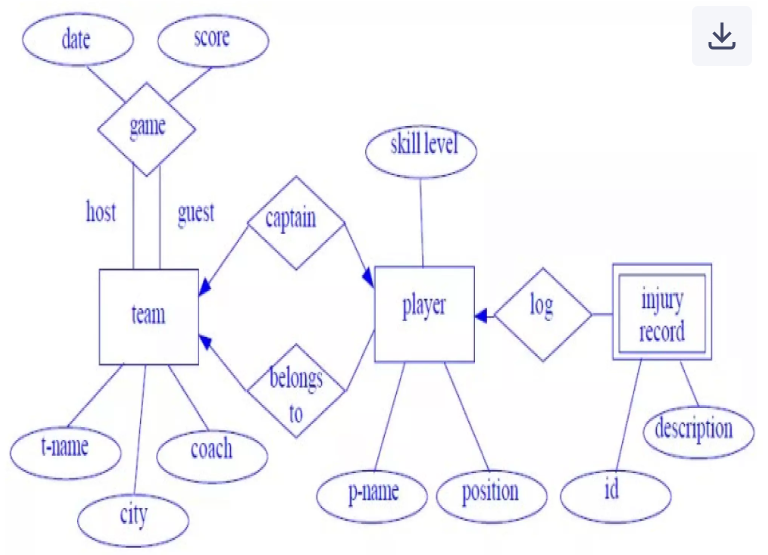 date
score
game
host
guest
skill level
captain
team
player
log
injury
record
belongs
to
t-name
coach
city
p-name
position
id
description